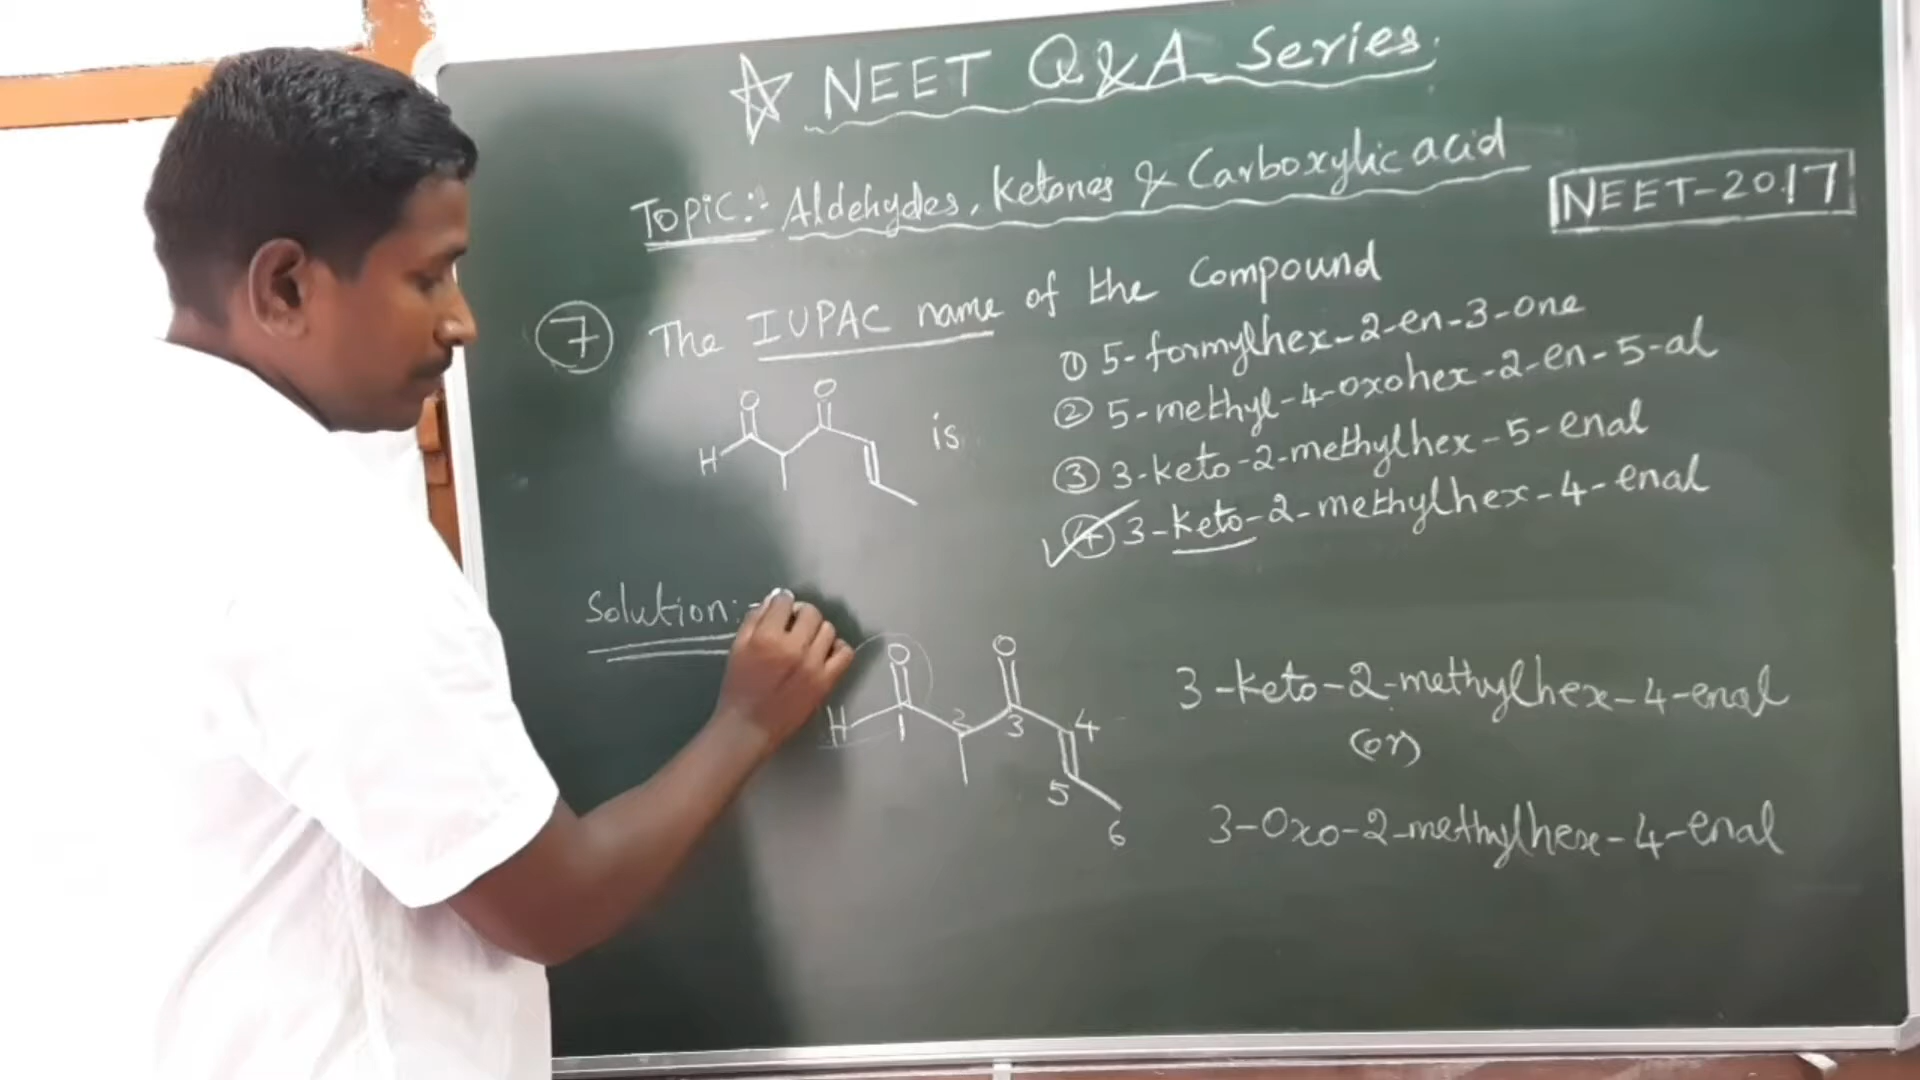 ☆ NEET Q&A Series.
Topic:- Aldehydes, Ketones & Carboxylic acid
NEET-2017
7 The IUPAC name of the compound
O O
H
is
① 5-formylhex-2-en-3-one
② 5-methyl-4-oxohex-2-en-5-al
③ 3-keto-2-methylhex-5-enal
④ 3-keto-2-methylhex-4-enal
Solution:-
O O
H 1 2 3 4
5
6
3-keto-2-methylhex-4-enal
(or)
3-Oxo-2-methylhex-4-enal